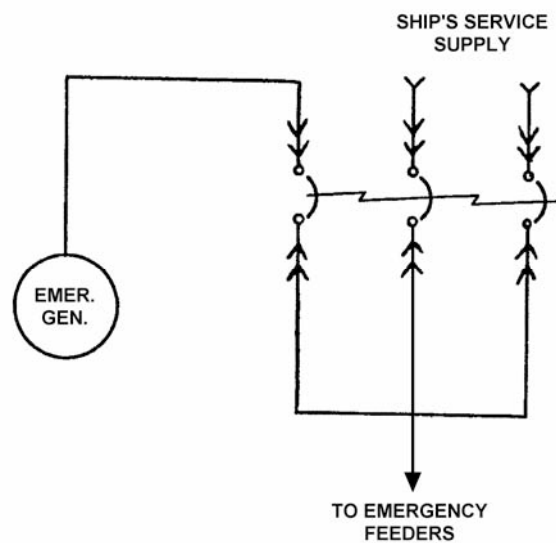 SHIP'S SERVICE
SUPPLY
EMER.
GEN.
TO EMERGENCY
FEEDERS